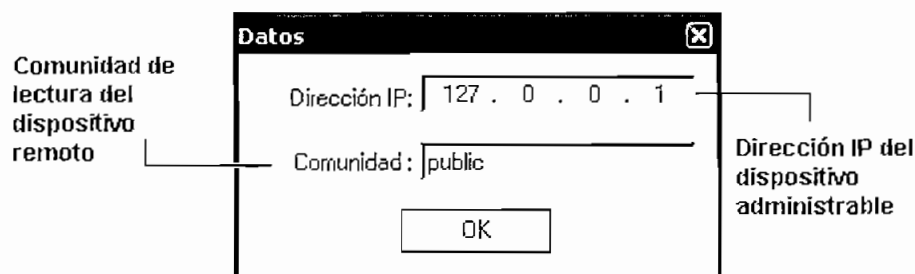 Datos
Comunidad de
lectura del
dispositivo
remoto
Dirección IP: 127 . 0 . 0 . 1
Comunidad : public
OK
Dirección IP del
dispositivo
administrable